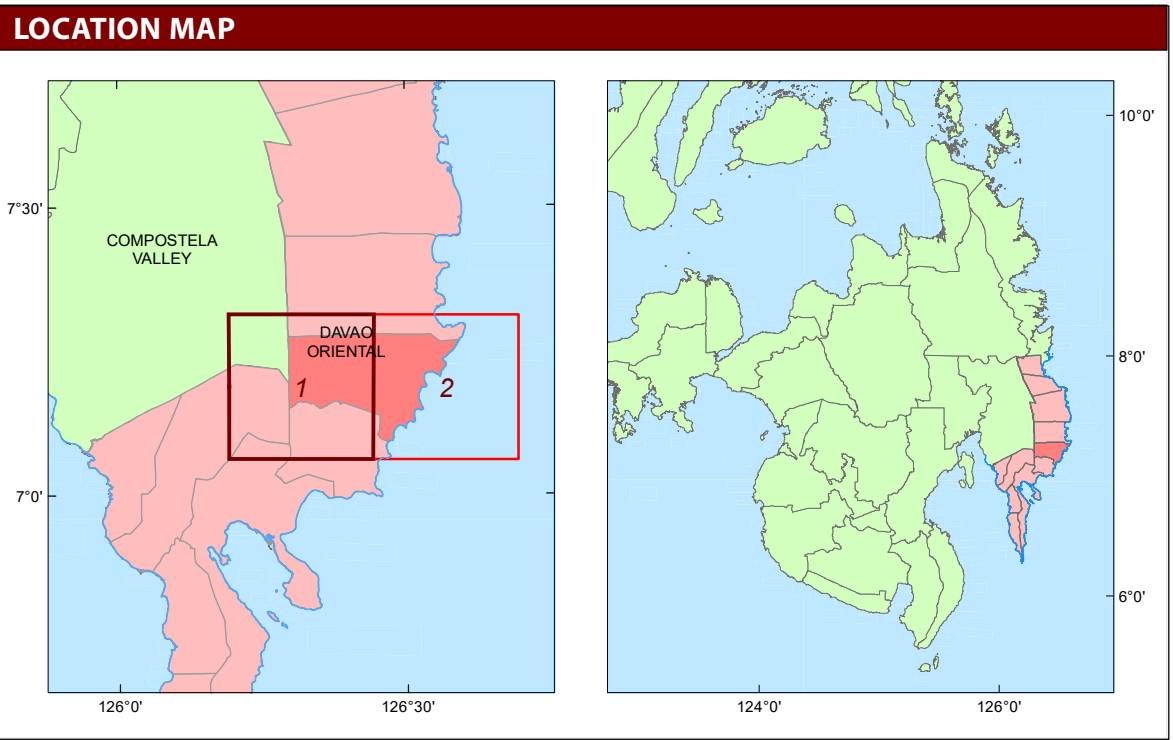 LOCATION MAP
7°30'
COMPOSTELA
VALLEY
DAVAO
ORIENTAL
1
2
7°0'
126°0'
126°30'
10°0'
8°0'
6°0'
124°0'
126°0'